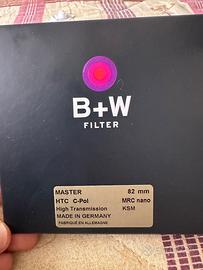 B+W
FILTER
MASTER 82 mm
HTC C-Pol MRC nano
High Transmission KSM
MADE IN GERMANY
FABRIQUÉ EN ALLEMAGNE